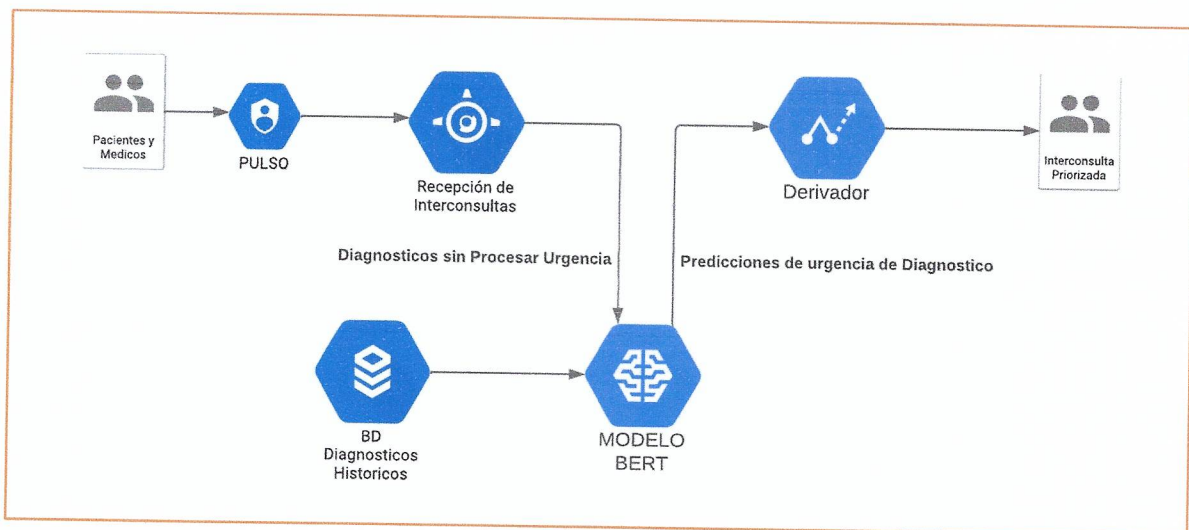 Pacientes y
Medicos
PULSO
Recepción de
Interconsultas
Derivador
Interconsulta
Priorizada
Diagnosticos sin Procesar Urgencia
Predicciones de urgencia de Diagnostico
BD
Diagnosticos
Historicos
MODELO
BERT